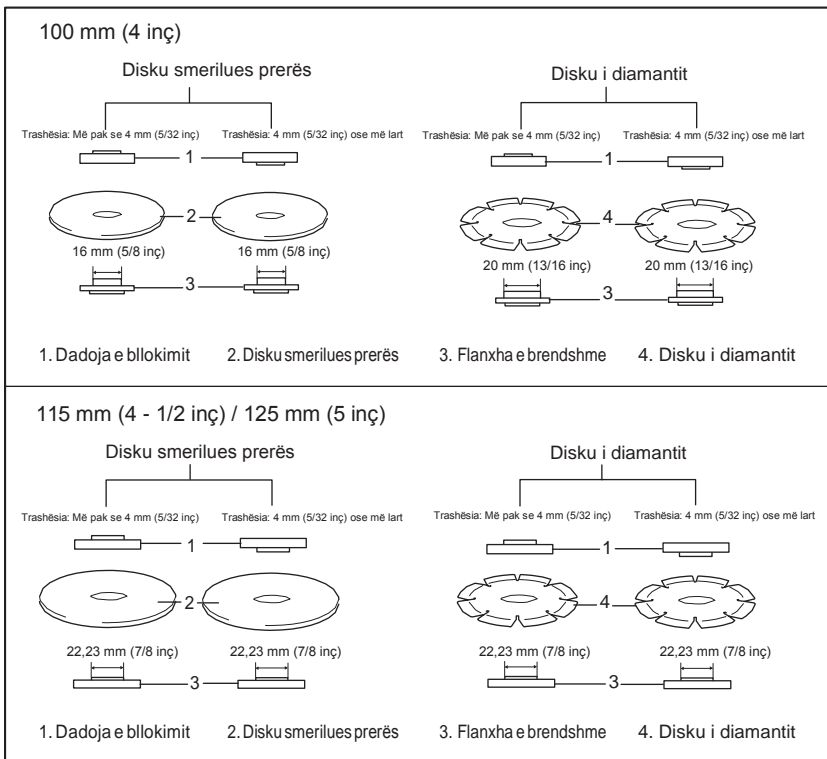 100 mm (4 inç)
Disku smerilues prerës
Disku i diamantit
Trashësia: Më pak se 4 mm (5/32 inç)
Trashësia: 4 mm (5/32 inç) ose më lart
Trashësia: Më pak se 4 mm (5/32 inç)
Trashësia: 4 mm (5/32 inç) ose më lart
1
1
2
4
16 mm (5/8 inç)
16 mm (5/8 inç)
20 mm (13/16 inç)
20 mm (13/16 inç)
3
3
1. Dadoja e bllokimit 2. Disku smerilues prerës 3. Flanxha e brendshme 4. Disku i diamantit
115 mm (4 - 1/2 inç) / 125 mm (5 inç)
Disku smerilues prerës
Disku i diamantit
Trashësia: Më pak se 4 mm (5/32 inç)
Trashësia: 4 mm (5/32 inç) ose më lart
Trashësia: Më pak se 4 mm (5/32 inç)
Trashësia: 4 mm (5/32 inç) ose më lart
1
1
2
4
22,23 mm (7/8 inç)
22,23 mm (7/8 inç)
22,23 mm (7/8 inç)
22,23 mm (7/8 inç)
3
3
1. Dadoja e bllokimit 2. Disku smerilues prerës 3. Flanxha e brendshme 4. Disku i diamantit